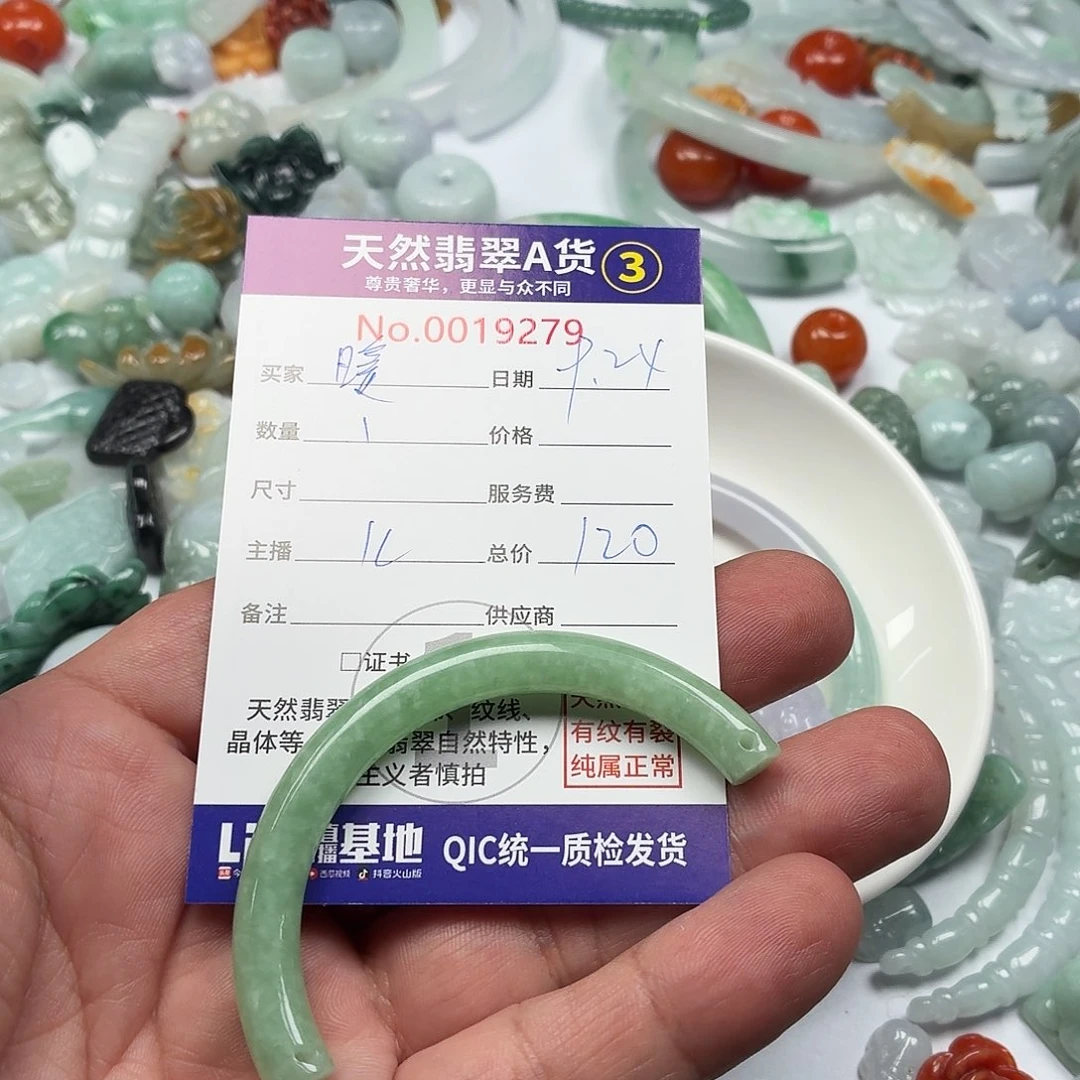 天然翡翠A货 3
尊贵奢华，更显与众不同
No.0019279
买家 暖 日期 9.24
数量 1 价格
尺寸 服务费
主播 总价 120
备注 供应商
□证书
天然翡翠 纹线、
晶体等 翡翠自然特性，
主义者慎拍
有纹有裂
纯属正常
基地 QIC统一质检发货
西瓜视频 抖音火山版